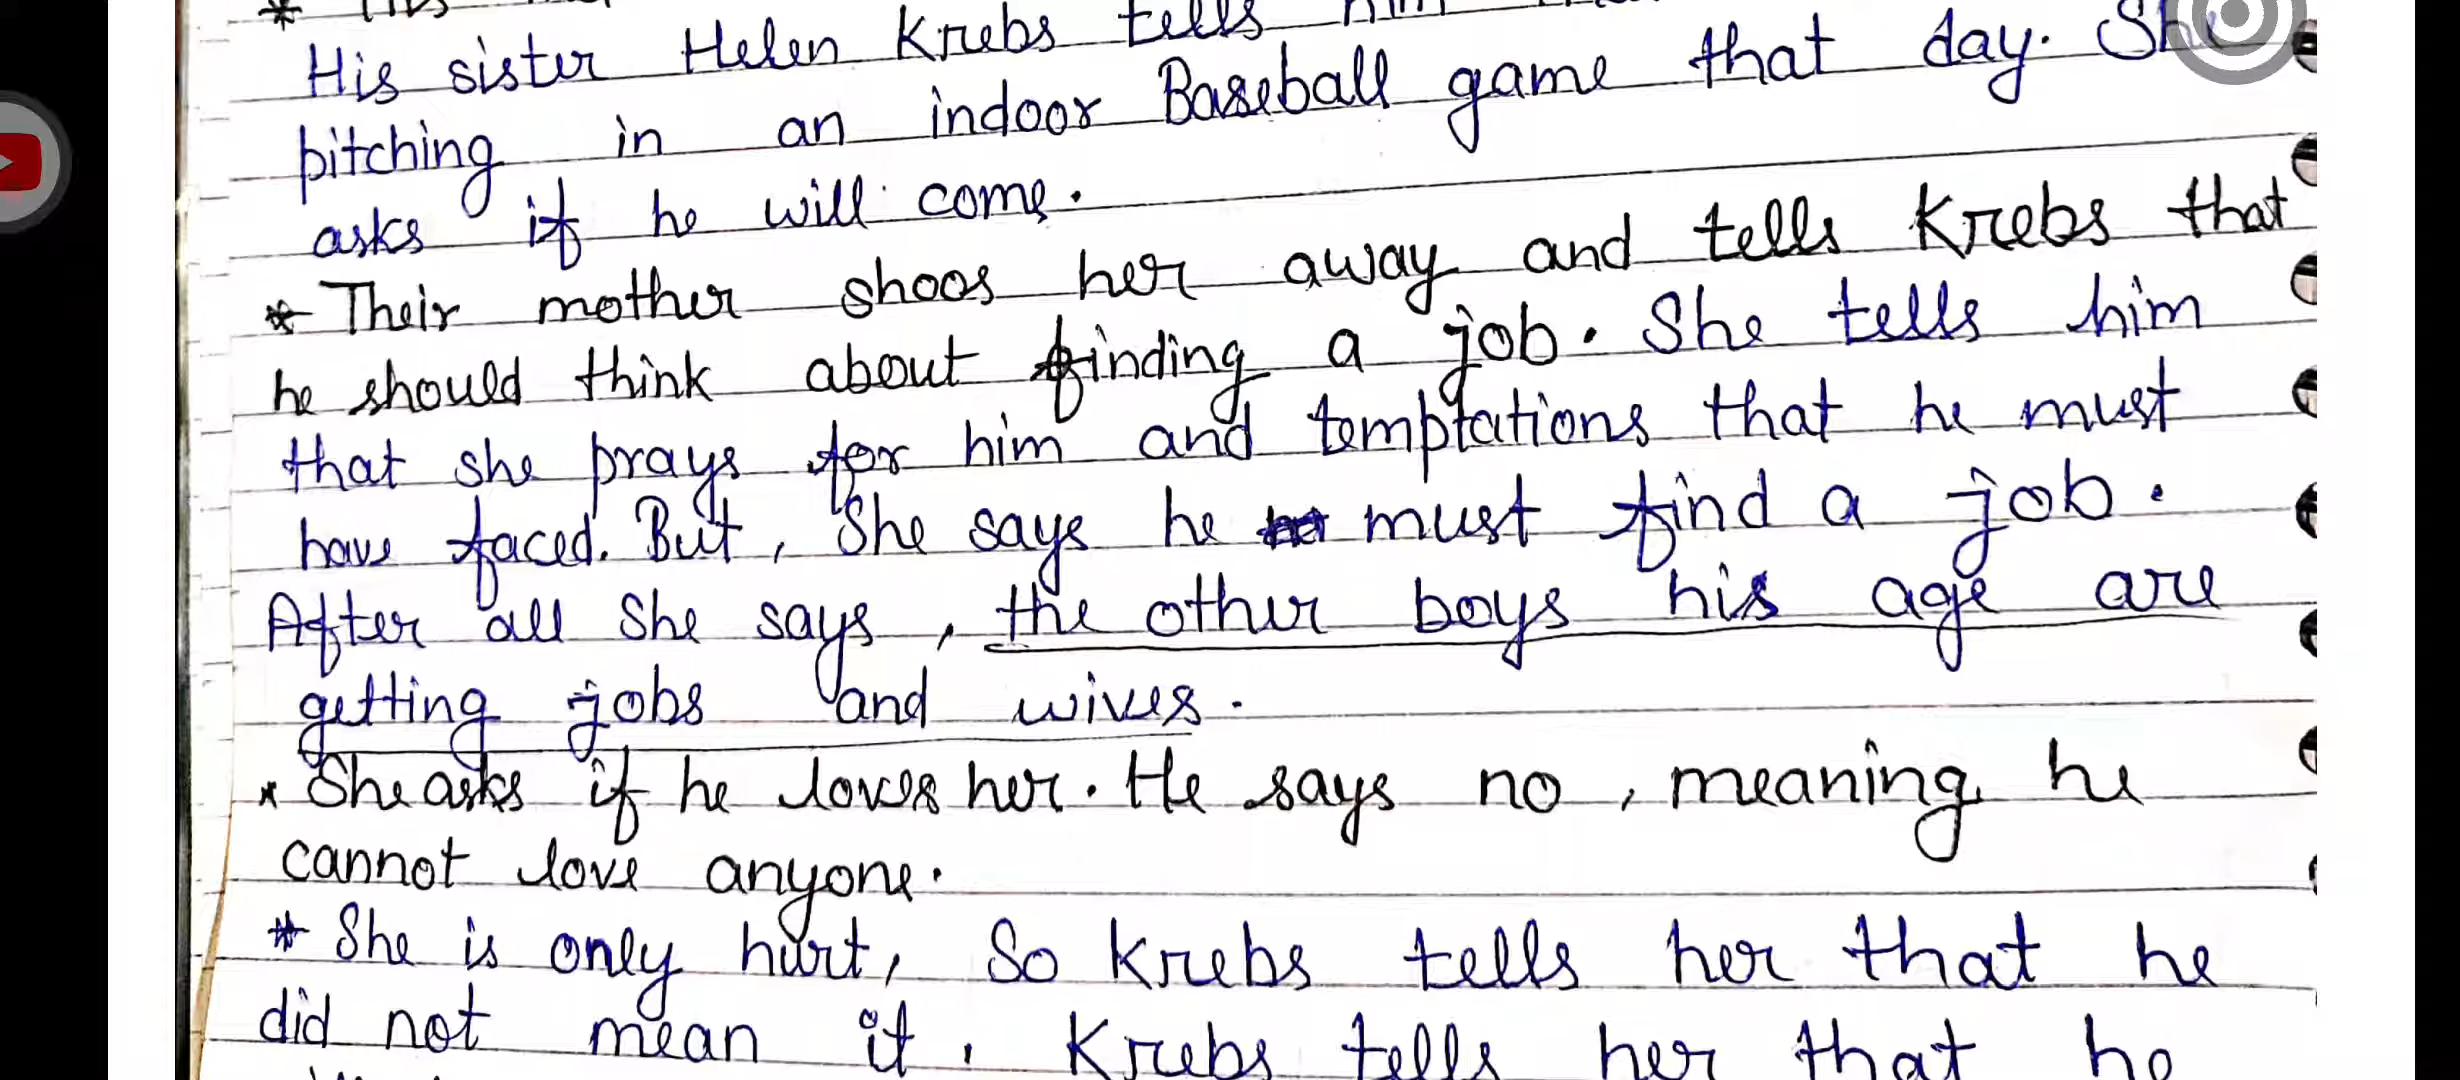 His sister Helen Krebs tells him
pitching in an indoor Baseball game that day. She
asks if he will come.
* Their mother shoos her away and tells Krebs that
he should think about finding a job. She tells him
that she prays for him and temptations that he must
have faced. But, She says he must find a job.
After all She says, the other boys his age are
getting jobs and wives.
* She asks if he loves her. He says no, meaning he
cannot love anyone.
* She is only hurt, So Krebs tells her that he
did not mean it. Krebs tells her that he